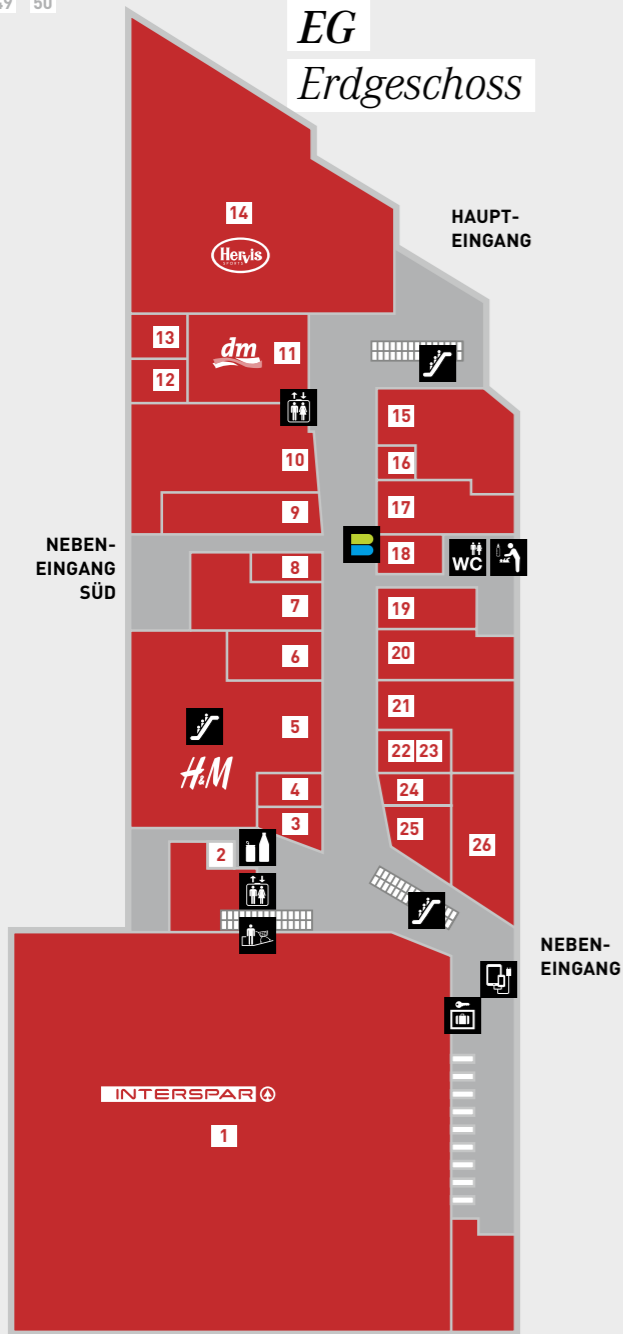 49 50
EG
Erdgeschoss
HAUPT-
EINGANG
14
Hervis
SPORTS
13
dm
11
12
15
10
16
17
9
18
WC
NEBEN-
EINGANG
SÜD
8
7
19
6
20
5
21
H&M
22 23
4
24
3
25
2
26
NEBEN-
EINGANG
INTERSPAR
1